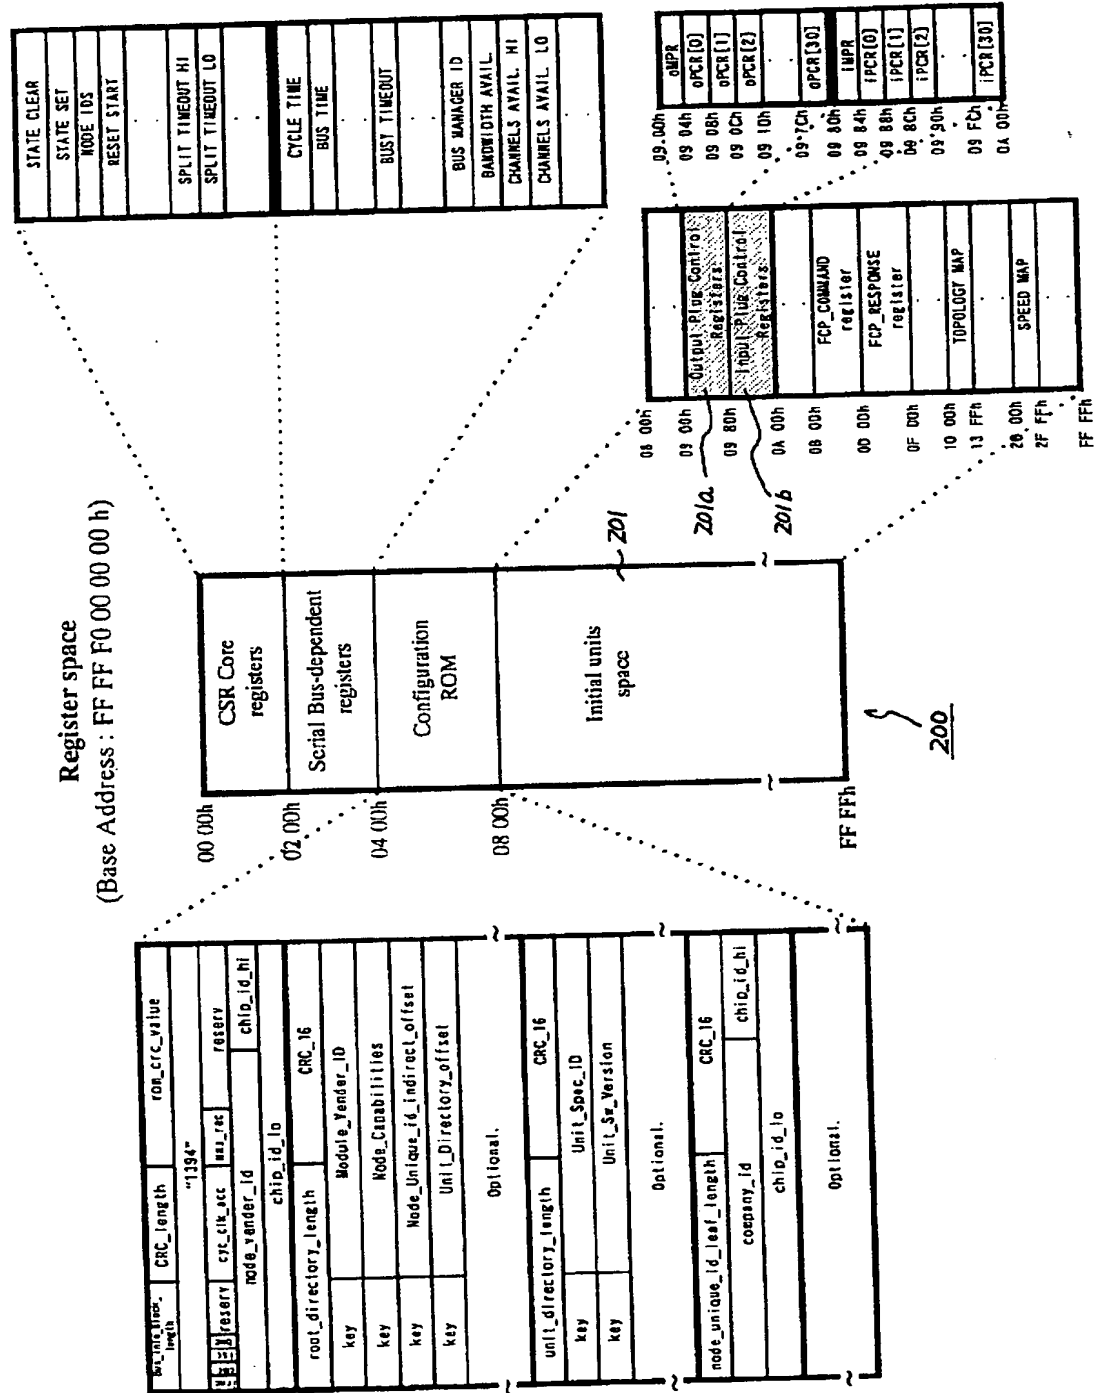 Register space
(Base Address : FF FF F0 00 00 00 h)
00 00h
02 00h
04 00h
08 00h
FF FFh
CSR Core
registers
Serial Bus-dependent
registers
Configuration
ROM
Initial units
space
201
200
STATE CLEAR
STATE SET
NODE IDS
RESET START
SPLIT TIMEOUT HI
SPLIT TIMEOUT LO
CYCLE TIME
BUS TIME
BUSY TIMEOUT
BUS MANAGER ID
BANDWIDTH AVAIL.
CHANNELS AVAIL. HI
CHANNELS AVAIL. LO
08 00h
09 00h
09 80h
0A 00h
0B 00h
0D 00h
0F 00h
10 00h
13 FFh
20 00h
2F FFh
FF FFh
Output Plug Control
Registers
Input Plug Control
Registers
FCP_COMMAND
register
FCP_RESPONSE
register
TOPOLOGY MAP
SPEED MAP
201a
201b
09 00h
09 04h
09 08h
09 0Ch
09 10h
09 7Ch
09 80h
09 84h
09 88h
09 8Ch
09 90h
09 FCh
0A 00h
oMPR
oPCR[0]
oPCR[1]
oPCR[2]
oPCR[30]
iMPR
iPCR[0]
iPCR[1]
iPCR[2]
iPCR[30]
bus_info_block_
length
CRC_length
rom_crc_value
"1394"
reserv
cyc_clk_acc
max_rec
reserv
node_vender_id
chip_id_hi
chip_id_lo
root_directory_length
CRC_16
key
Module_Vender_ID
key
Node_Capabilities
key
Node_Unique_id_indirect_offset
key
Unit_Directory_offset
Optional.
unit_directory_length
CRC_16
key
Unit_Spec_ID
key
Unit_Sw_Version
Optional.
node_unique_id_leaf_length
CRC_16
company_id
chip_id_hi
chip_id_lo
Optional.